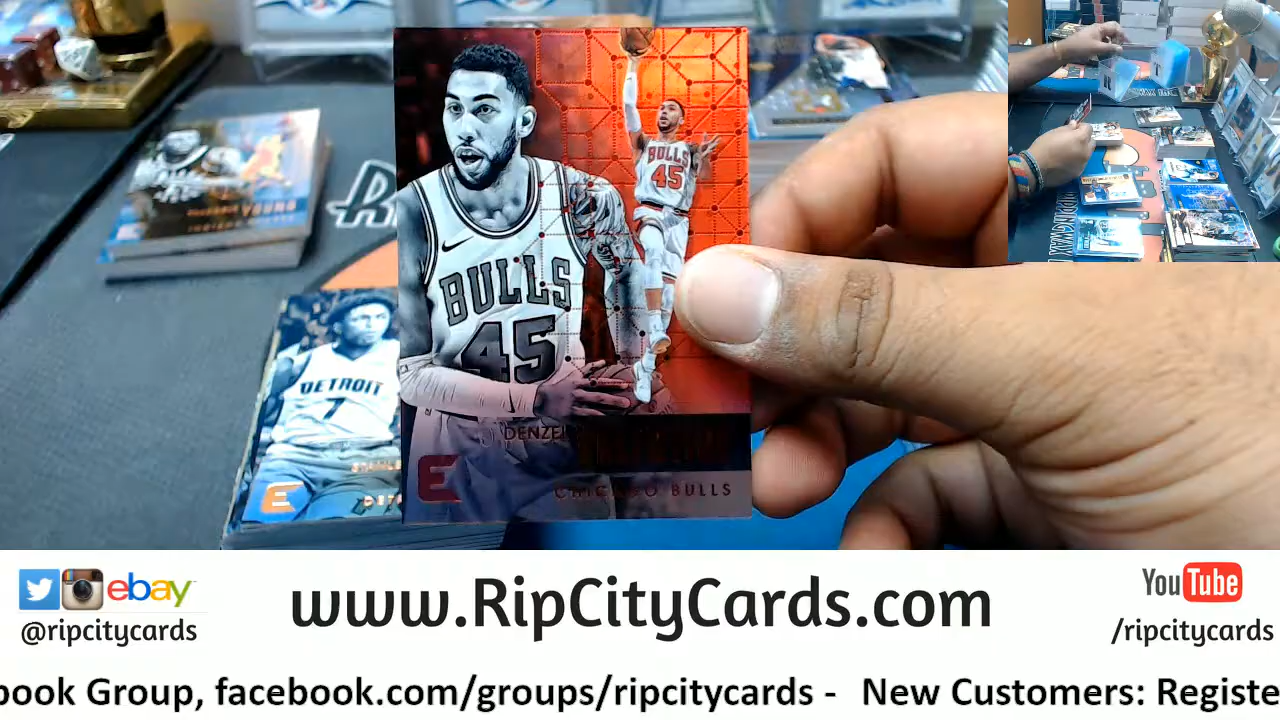 YOUNG
DETROIT
7
BULLS
45
BULLS
45
DENZEL
CHICAGO BULLS
E
E
ebay
@ripcitycards
www.RipCityCards.com
YouTube
/ripcitycards
book Group, facebook.com/groups/ripcitycards - New Customers: Registe